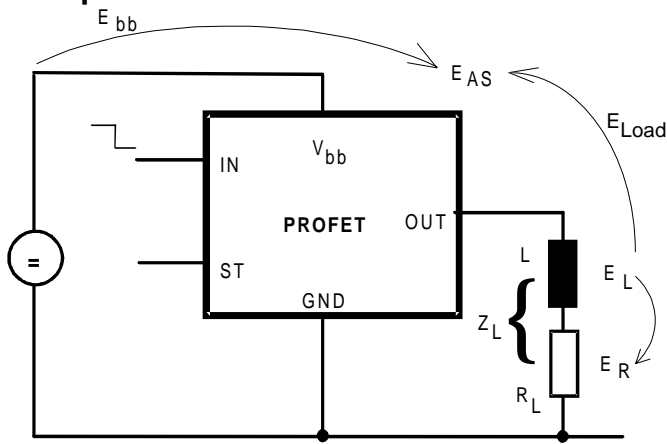 E bb
E AS
E Load
V bb
IN
PROFET
OUT
=
ST
L
E L
GND
Z L {
E R
R L